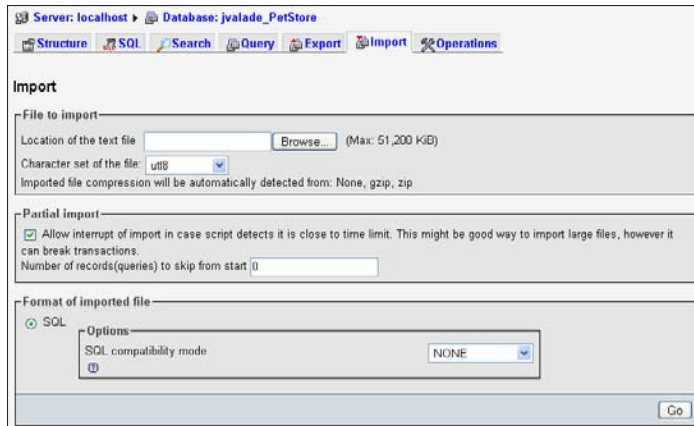 Server: localhost Database: jvalade_PetStore
Structure SQL Search Query Export Import Operations
Import
File to import
Location of the text file Browse... (Max: 51,200 KiB)
Character set of the file: utf8
Imported file compression will be automatically detected from: None, gzip, zip
Partial import
Allow interrupt of import in case script detects it is close to time limit. This might be good way to import large files, however it
can break transactions.
Number of records(queries) to skip from start 0
Format of imported file
SQL
Options
SQL compatibility mode NONE
?
Go